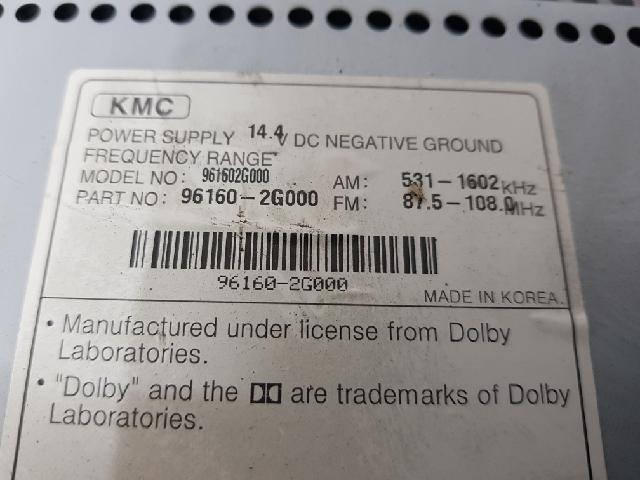 KMC
POWER SUPPLY 14.4V DC NEGATIVE GROUND
FREQUENCY RANGE
MODEL NO: 961602G000 AM: 531-1602KHz
PART NO: 96160-2G000 FM: 87.5-108.0MHz
96160-2G000
MADE IN KOREA.
• Manufactured under license from Dolby
Laboratories.
• "Dolby" and the DD are trademarks of Dolby
Laboratories.